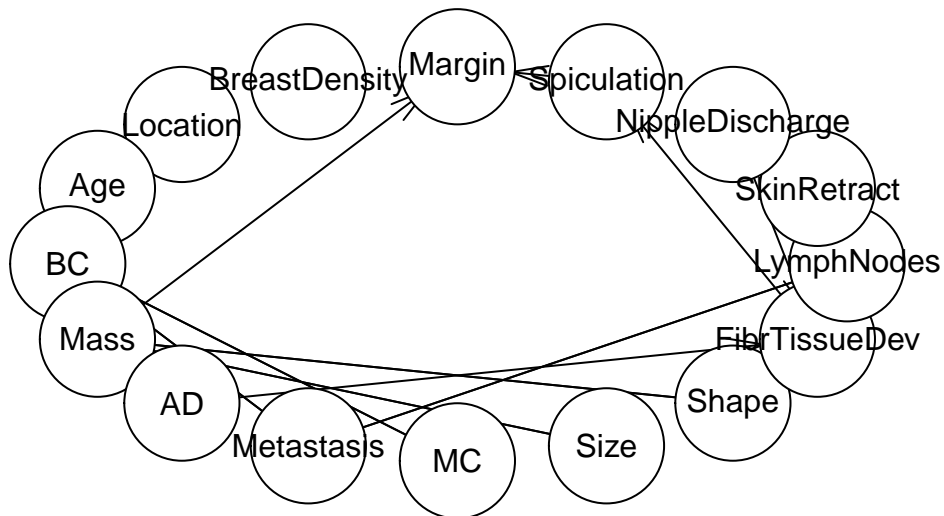 Margin
BreastDensity
Spiculation
Location
NippleDischarge
Age
SkinRetract
BC
LymphNodes
Mass
FibrTissueDev
AD
Shape
Metastasis
MC
Size